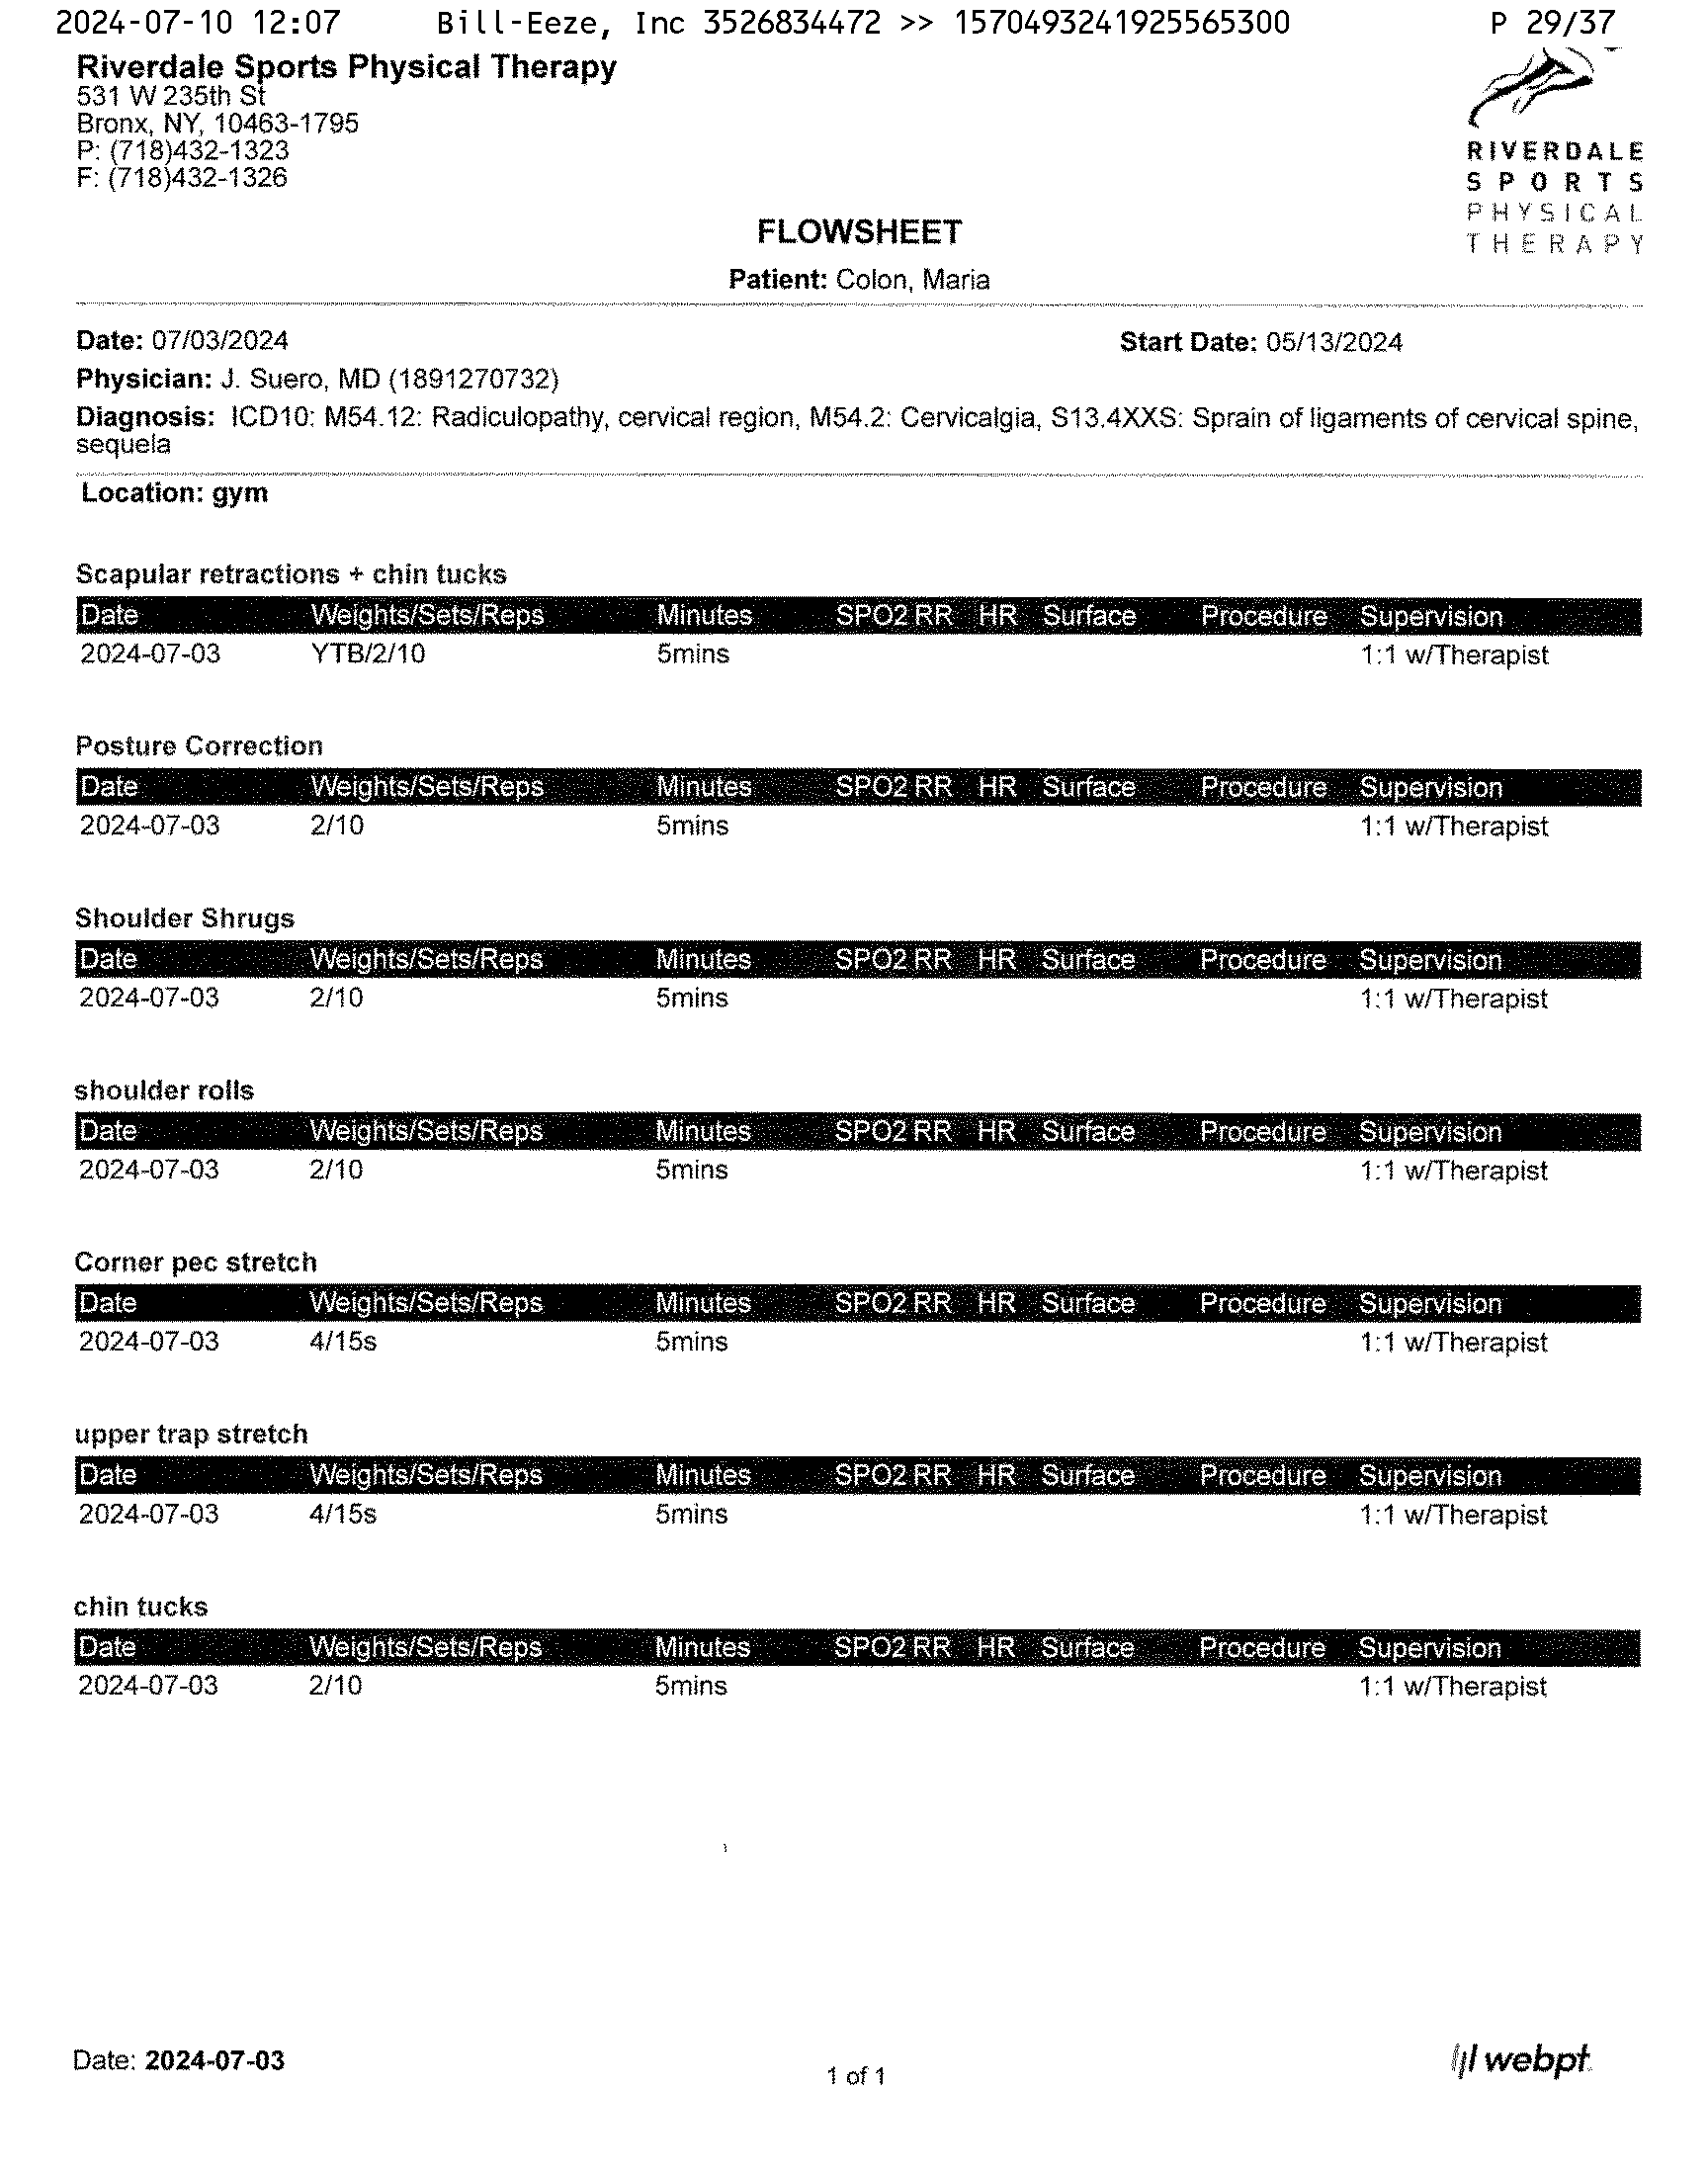 2024-07-10 12:07 Bill-Eeze, Inc 3526834472 >> 1570493241925565300 P 29/37
Riverdale Sports Physical Therapy
531 W 235th St
Bronx, NY, 10463-1795
P: (718)432-1323
F: (718)432-1326
RIVERDALE
SPORTS
PHYSICAL
THERAPY
FLOWSHEET
Patient: Colon, Maria
Date: 07/03/2024 Start Date: 05/13/2024
Physician: J. Suero, MD (1891270732)
Diagnosis: ICD10: M54.12: Radiculopathy, cervical region, M54.2: Cervicalgia, S13.4XXS: Sprain of ligaments of cervical spine,
sequela
Location: gym
Scapular retractions + chin tucks
Date Weights/Sets/Reps Minutes SPO2 RR HR Surface Procedure Supervision
2024-07-03 YTB/2/10 5mins 1:1 w/Therapist
Posture Correction
Date Weights/Sets/Reps Minutes SPO2 RR HR Surface Procedure Supervision
2024-07-03 2/10 5mins 1:1 w/Therapist
Shoulder Shrugs
Date Weights/Sets/Reps Minutes SPO2 RR HR Surface Procedure Supervision
2024-07-03 2/10 5mins 1:1 w/Therapist
shoulder rolls
Date Weights/Sets/Reps Minutes SPO2 RR HR Surface Procedure Supervision
2024-07-03 2/10 5mins 1:1 w/Therapist
Corner pec stretch
Date Weights/Sets/Reps Minutes SPO2 RR HR Surface Procedure Supervision
2024-07-03 4/15s 5mins 1:1 w/Therapist
upper trap stretch
Date Weights/Sets/Reps Minutes SPO2 RR HR Surface Procedure Supervision
2024-07-03 4/15s 5mins 1:1 w/Therapist
chin tucks
Date Weights/Sets/Reps Minutes SPO2 RR HR Surface Procedure Supervision
2024-07-03 2/10 5mins 1:1 w/Therapist
Date: 2024-07-03
1 of 1
webpt